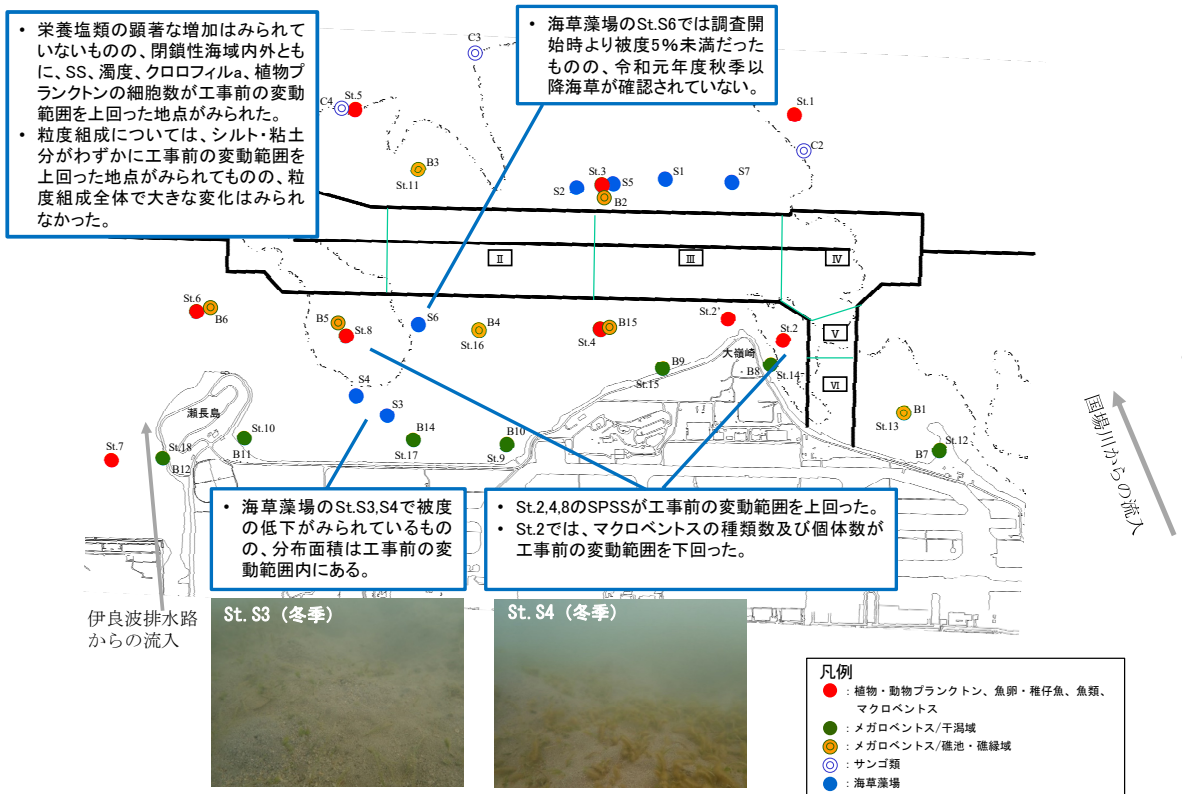 ・ 栄養塩類の顕著な増加はみられ
ていないものの、閉鎖性海域内外とも
に、SS、濁度、クロロフィルa、植物プ
ランクトンの細胞数が工事前の変動
範囲を上回った地点がみられた。
・ 粒度組成については、シルト・粘土
分がわずかに工事前の変動範囲を
上回った地点がみられてものの、粒
度組成全体で大きな変化はみられ
なかった。
・ 海草藻場のSt.S6では調査開
始時より被度5％未満だった
ものの、令和元年度秋季以
降海草が確認されていない。
C3
C4
St.5
St.1
C2
B3
St.11
S2
St.3
S5
B2
S1
S7
Ⅱ
Ⅲ
Ⅳ
Ⅴ
Ⅵ
St.6
B6
B5
St.8
S6
B4
St.16
B15
St.4
St.2’
St.2
大嶺崎
B9
St.15
B8
St.14
S4
S3
瀬長島
St.10
B11
St.7
St.18
B12
B14
St.17
B10
St.9
B1
St.13
St.12
B7
国場川からの流入
・ 海草藻場のSt.S3,S4で被度
の低下がみられているもの
の、分布面積は工事前の変
動範囲内にある。
・ St.2,4,8のSPSSが工事前の変動範囲を上回った。
・ St.2では、マクロベントスの種類数及び個体数が
工事前の変動範囲を下回った。
伊良波排水路
からの流入
St.S3（冬季）
St.S4（冬季）
凡例
：植物・動物プランクトン、魚卵・稚仔魚、魚類、
マクロベントス
：メガロベントス/干潟域
：メガロベントス/礁池・礁縁域
：サンゴ類
：海草藻場